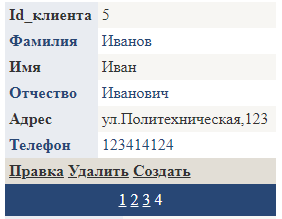 Id_клиента 5
Фамилия Иванов
Имя Иван
Отчество Иванович
Адрес ул.Политехническая,123
Телефон 123414124
Правка Удалить Создать
1 2 3 4